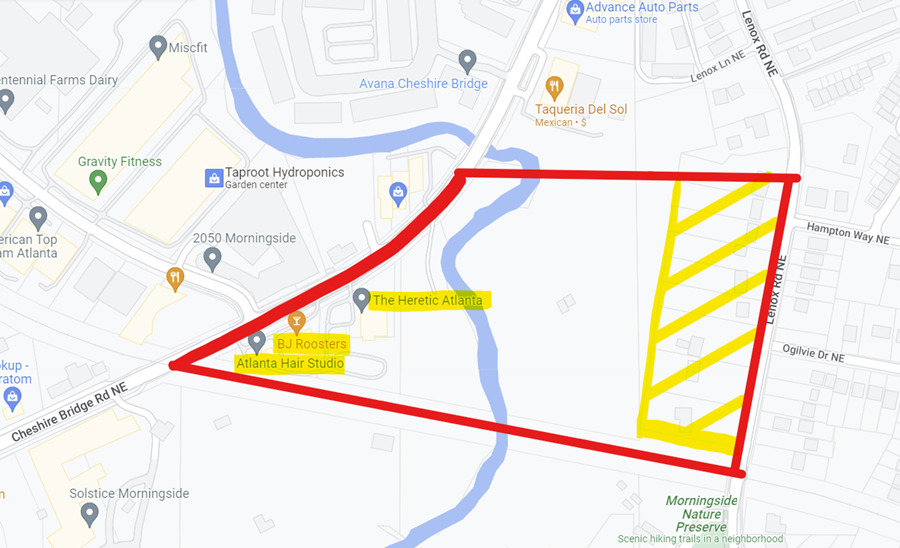 Advance Auto Parts
Auto parts store
Lenox Rd NE
Misfit
Lenox Ln NE
entennial Farms Dairy
Avana Cheshire Bridge
Taqueria Del Sol
Mexican • $
Gravity Fitness
Taproot Hydroponics
Garden center
erican Top
am Atlanta
2050 Morningside
Hampton Way NE
Lenox Rd NE
The Heretic Atlanta
BJ Roosters
Atlanta Hair Studio
Ogilvie Dr NE
okup -
ratom
Cheshire Bridge Rd NE
Solstice Morningside
n
Morningside
Nature
Preserve
Scenic hiking trails in a neighborhood